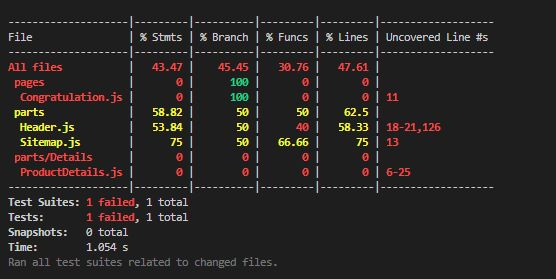 ---------------------|---------|----------|---------|---------|-------------------
File                 | % Stmts | % Branch | % Funcs | % Lines | Uncovered Line #s
---------------------|---------|----------|---------|---------|-------------------
All files            |   43.47 |    45.45 |   30.76 |   47.61 |
 pages               |       0 |      100 |       0 |       0 |
  Congratulation.js  |       0 |      100 |       0 |       0 | 11
 parts               |   58.82 |       50 |      50 |    62.5 |
  Header.js          |   53.84 |       50 |      40 |   58.33 | 18-21,126
  Sitemap.js         |      75 |       50 |   66.66 |      75 | 13
 parts/Details       |       0 |        0 |       0 |       0 |
  ProductDetails.js  |       0 |        0 |       0 |       0 | 6-25
---------------------|---------|----------|---------|---------|-------------------
Test Suites: 1 failed, 1 total
Tests:       1 failed, 1 total
Snapshots:   0 total
Time:        1.054 s
Ran all test suites related to changed files.